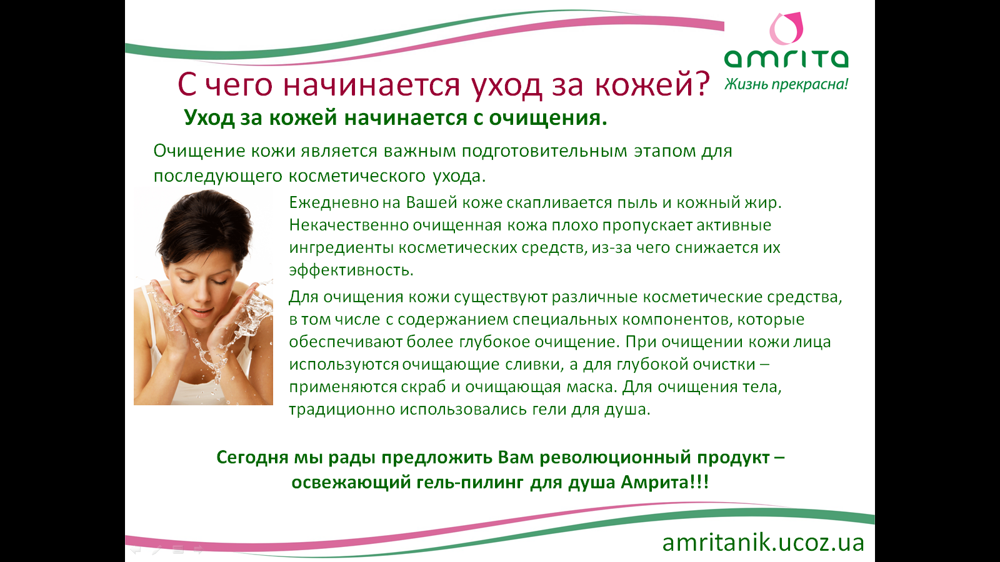 amrita
Жизнь прекрасна!
С чего начинается уход за кожей?
Уход за кожей начинается с очищения.
Очищение кожи является важным подготовительным этапом для
последующего косметического ухода.
Ежедневно на Вашей коже скапливается пыль и кожный жир.
Некачественно очищенная кожа плохо пропускает активные
ингредиенты косметических средств, из-за чего снижается их
эффективность.
Для очищения кожи существуют различные косметические средства,
в том числе с содержанием специальных компонентов, которые
обеспечивают более глубокое очищение. При очищении кожи лица
используются очищающие сливки, а для глубокой очистки –
применяются скраб и очищающая маска. Для очищения тела,
традиционно использовались гели для душа.
Сегодня мы рады предложить Вам революционный продукт –
освежающий гель-пилинг для душа Амрита!!!
amritanik.ucoz.ua